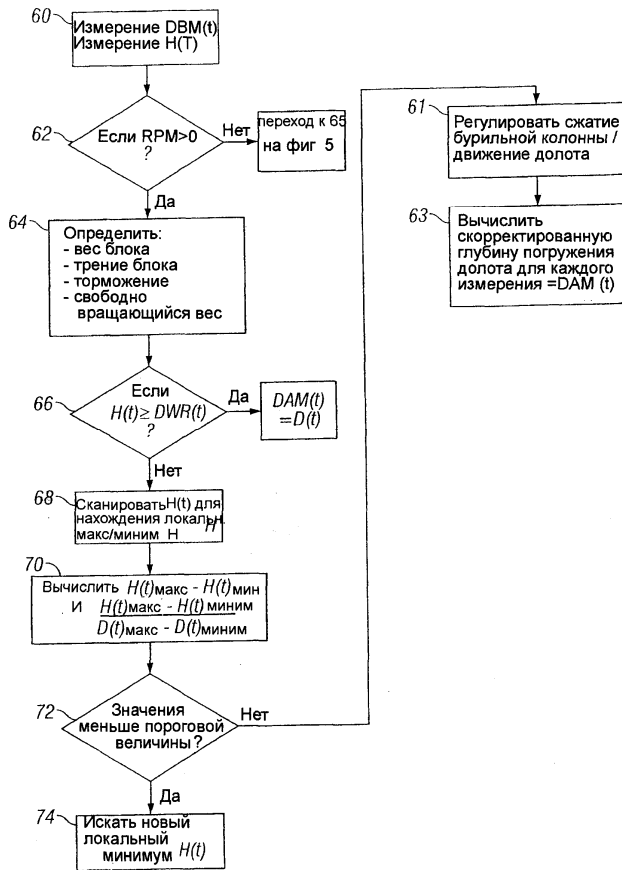 60
Измерение DBM(t)
Измерение H(T)
62
Если RPM>0
?
Нет
переход к 65
на фиг 5
Да
64
Определить:
- вес блока
- трение блока
- торможение
- свободно
вращающийся вес
66
Если
H(t)≥ DWR(t)
?
Да
DAM(t)
=D(t)
Нет
68
Сканировать H(t) для
нахождения локальн.
макс/миним H H
70
Вычислить H(t)макс - H(t)мин
И H(t)макс - H(t)миним
D(t)макс - D(t)миним
72
Значения
меньше пороговой
величины?
Нет
Да
74
Искать новый
локальный
минимум H(t)
61
Регулировать сжатие
бурильной колонны /
движение долота
63
Вычислить
скорректированную
глубину погружения
долота для каждого
измерения =DAM (t)